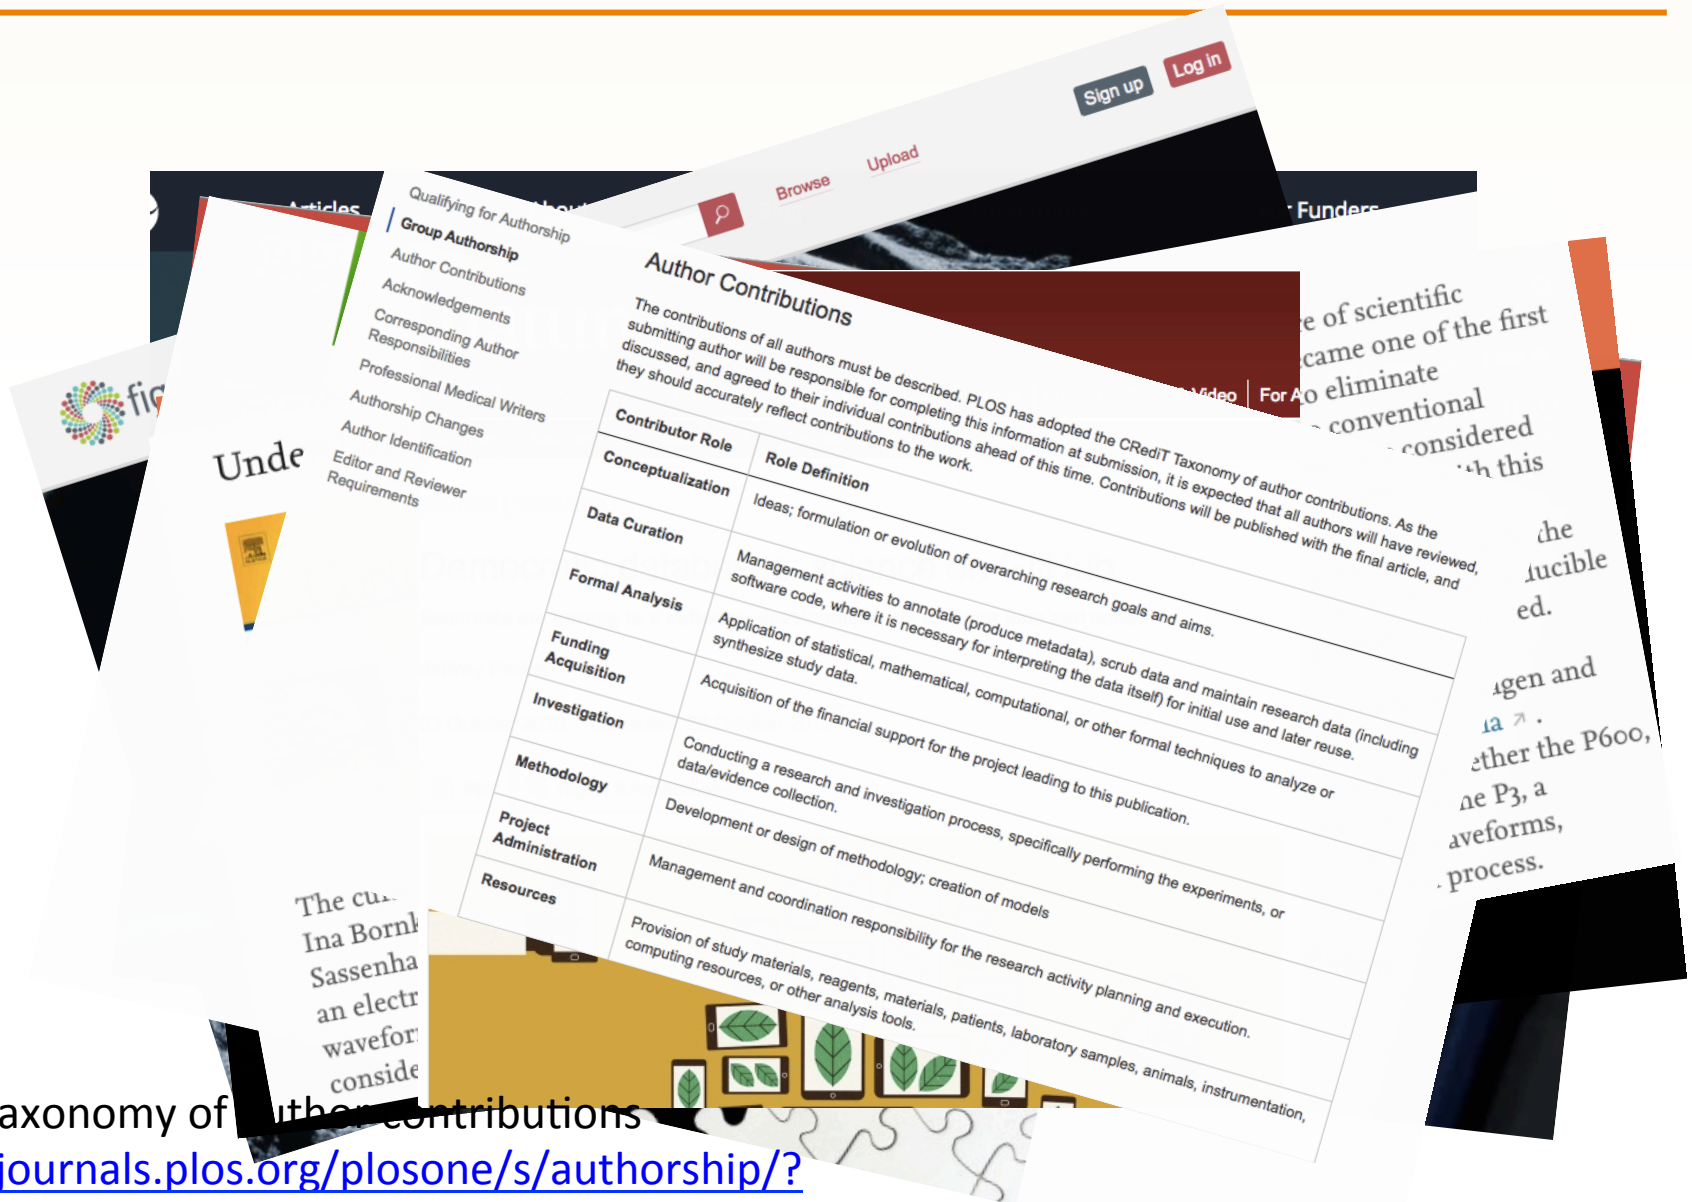 Sign up
Log in
Browse
Upload
Articles
About
Funders
Qualifying for Authorship
Group Authorship
Author Contributions
Acknowledgements
Corresponding Author
Responsibilities
Professional Medical Writers
Authorship Changes
Author Identification
Editor and Reviewer
Requirements
Author Contributions
The contributions of all authors must be described. PLOS has adopted the CRediT Taxonomy of author contributions. As the
submitting author will be responsible for completing this information at submission, it is expected that all authors will have reviewed,
discussed, and agreed to their individual contributions ahead of this time. Contributions will be published with the final article, and
they should accurately reflect contributions to the work.
Contributor Role
Role Definition
Conceptualization
Ideas; formulation or evolution of overarching research goals and aims.
Data Curation
Management activities to annotate (produce metadata), scrub data and maintain research data (including
software code, where it is necessary for interpreting the data itself) for initial use and later reuse.
Formal Analysis
Application of statistical, mathematical, computational, or other formal techniques to analyze or
synthesize study data.
Funding
Acquisition
Acquisition of the financial support for the project leading to this publication.
Investigation
Conducting a research and investigation process, specifically performing the experiments, or
data/evidence collection.
Methodology
Development or design of methodology; creation of models
Project
Administration
Management and coordination responsibility for the research activity planning and execution.
Resources
Provision of study materials, reagents, materials, patients, laboratory samples, animals, instrumentation,
computing resources, or other analysis tools.
Video
For A
fig
Unde
of scientific
came one of the first
to eliminate
conventional
considered
this
the
ed.
and
ether the P600,
P3, a
aveforms,
process.
The cu
Ina Bornk
Sassenha
an electr
wavefor
conside
axonomy of author contributions
journals.plos.org/plosone/s/authorship/?